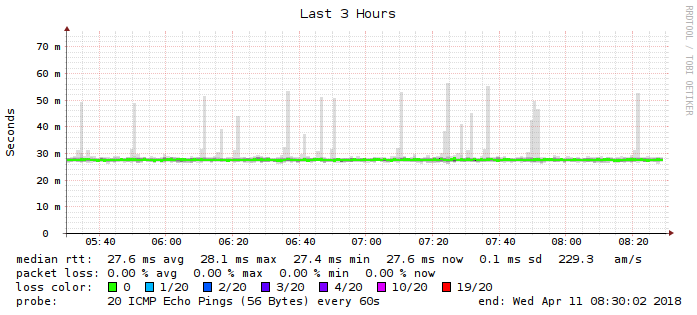 Last 3 Hours
RRDTOOL / TOBI OETIKER
Seconds
70 m
60 m
50 m
40 m
30 m
20 m
10 m
0
05:40 06:00 06:20 06:40 07:00 07:20 07:40 08:00 08:20
median rtt: 27.6 ms avg 28.1 ms max 27.4 ms min 27.6 ms now 0.1 ms sd 229.3 am/s
packet loss: 0.00 % avg 0.00 % max 0.00 % min 0.00 % now
loss color: 0 1/20 2/20 3/20 4/20 10/20 19/20
probe: 20 ICMP Echo Pings (56 Bytes) every 60s end: Wed Apr 11 08:30:02 2018